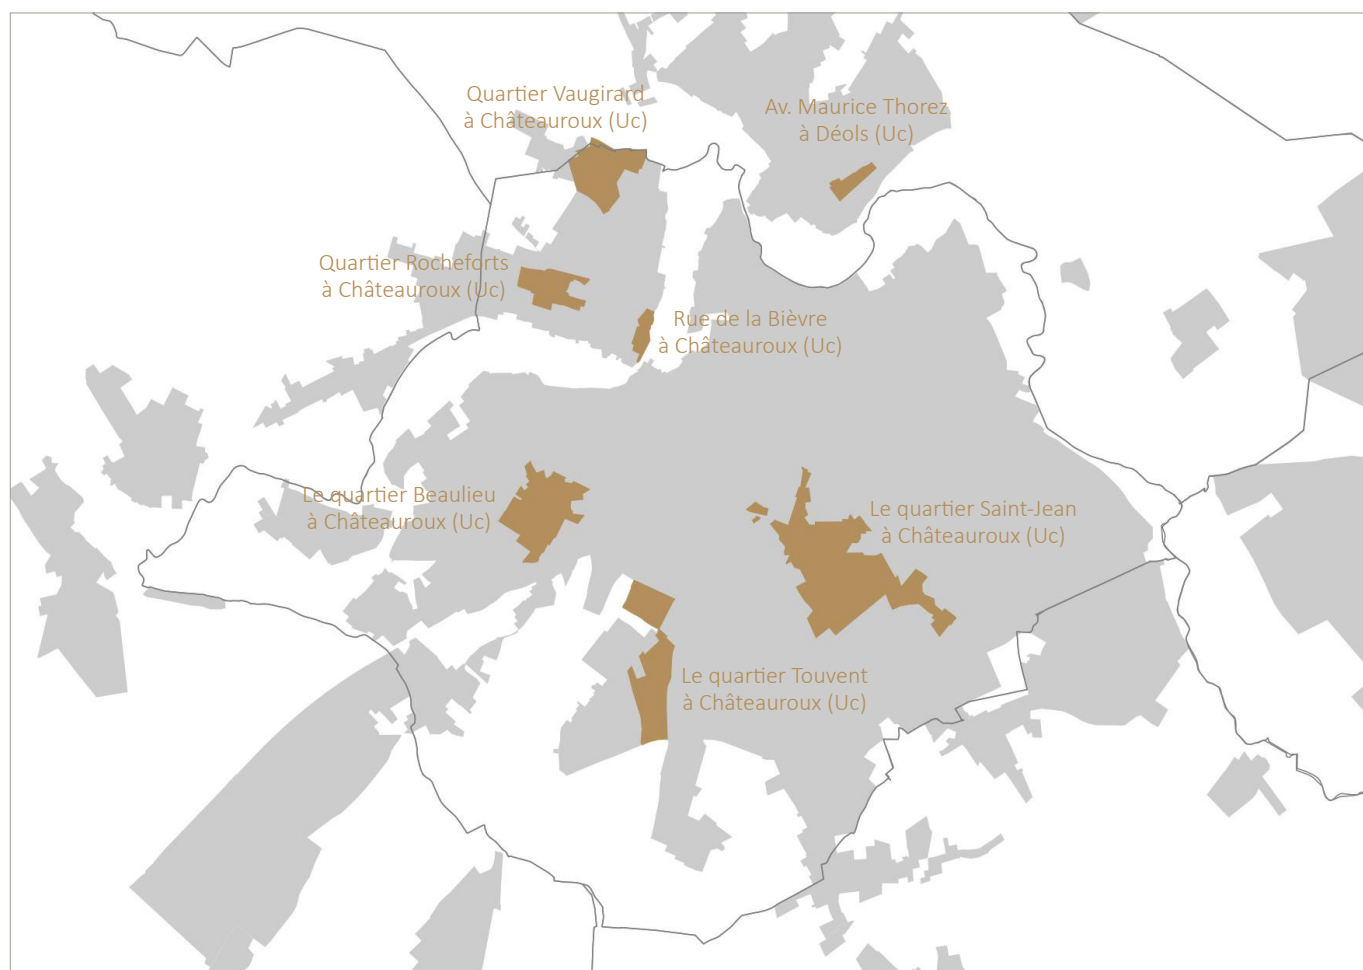 Quartier Vaugirard
à Châteauroux (Uc)
Av. Maurice Thorez
à Déols (Uc)
Quartier Rocheforts
à Châteauroux (Uc)
Rue de la Bièvre
à Châteauroux (Uc)
Le quartier Beaulieu
à Châteauroux (Uc)
Le quartier Saint-Jean
à Châteauroux (Uc)
Le quartier Touvent
à Châteauroux (Uc)